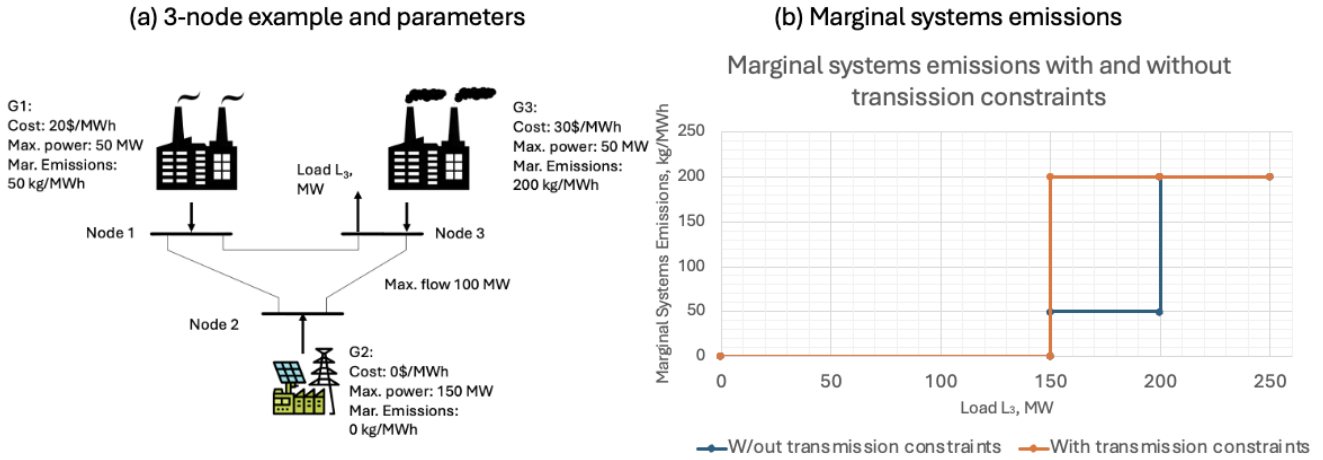 (a) 3-node example and parameters
G1:
Cost: 20$/MWh
Max. power: 50 MW
Mar. Emissions:
50 kg/MWh
Load L₃,
MW
G3:
Cost: 30$/MWh
Max. power: 50 MW
Mar. Emissions:
200 kg/MWh
Node 1
Node 3
Max. flow 100 MW
Node 2
G2:
Cost: 0$/MWh
Max. power: 150 MW
Mar. Emissions:
0 kg/MWh
(b) Marginal systems emissions
Marginal systems emissions with and without
transission constraints
Marginal Systems Emissions, kg/MWh
250
200
150
100
50
0
0
50
100
150
200
250
Load L₃, MW
W/out transmission constraints
With transmission constraints